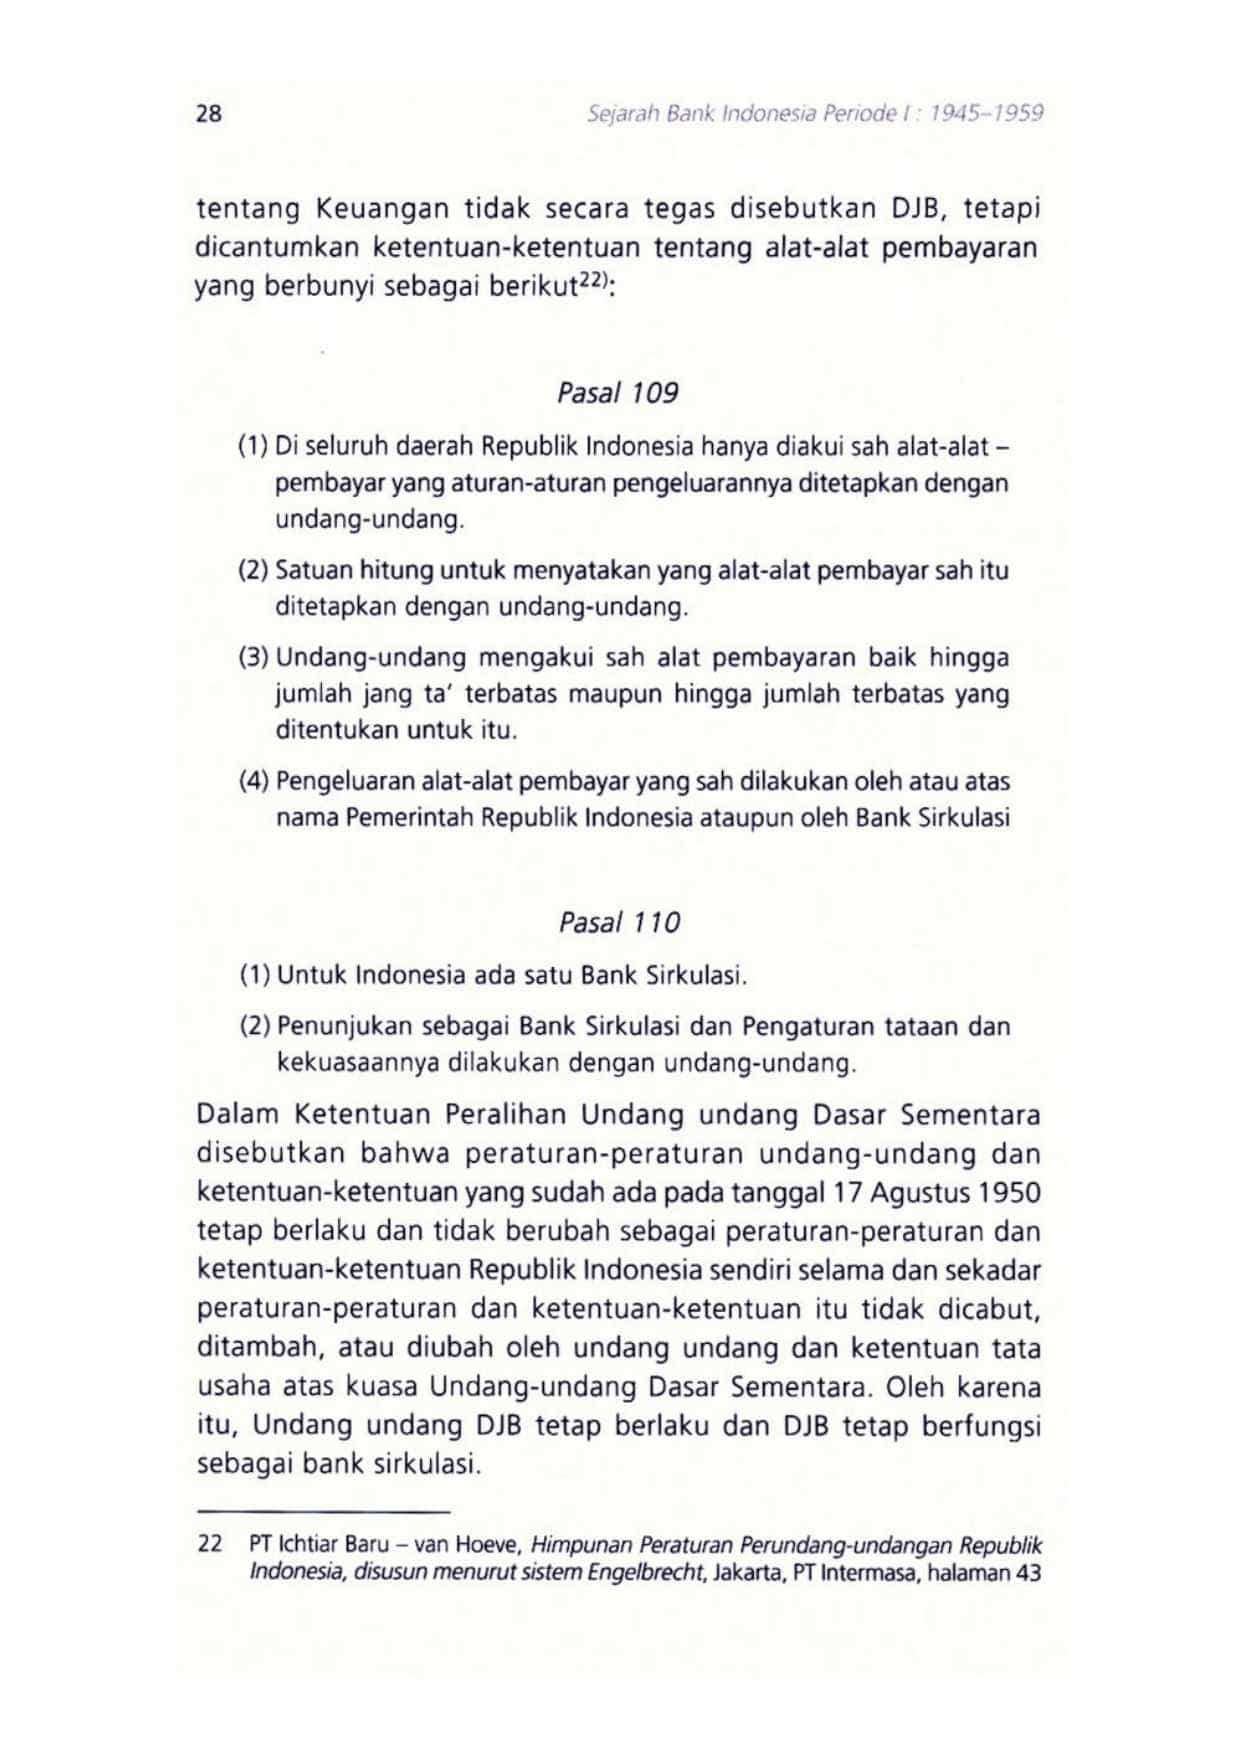 28 Sejarah Bank Indonesia Periode I : 1945–1959
tentang Keuangan tidak secara tegas disebutkan DJB, tetapi
dicantumkan ketentuan-ketentuan tentang alat-alat pembayaran
yang berbunyi sebagai berikut22):
Pasal 109
(1) Di seluruh daerah Republik Indonesia hanya diakui sah alat-alat –
pembayar yang aturan-aturan pengeluarannya ditetapkan dengan
undang-undang.
(2) Satuan hitung untuk menyatakan yang alat-alat pembayar sah itu
ditetapkan dengan undang-undang.
(3) Undang-undang mengakui sah alat pembayaran baik hingga
jumlah jang ta’ terbatas maupun hingga jumlah terbatas yang
ditentukan untuk itu.
(4) Pengeluaran alat-alat pembayar yang sah dilakukan oleh atau atas
nama Pemerintah Republik Indonesia ataupun oleh Bank Sirkulasi
Pasal 110
(1) Untuk Indonesia ada satu Bank Sirkulasi.
(2) Penunjukan sebagai Bank Sirkulasi dan Pengaturan tataan dan
kekuasaannya dilakukan dengan undang-undang.
Dalam Ketentuan Peralihan Undang undang Dasar Sementara
disebutkan bahwa peraturan-peraturan undang-undang dan
ketentuan-ketentuan yang sudah ada pada tanggal 17 Agustus 1950
tetap berlaku dan tidak berubah sebagai peraturan-peraturan dan
ketentuan-ketentuan Republik Indonesia sendiri selama dan sekadar
peraturan-peraturan dan ketentuan-ketentuan itu tidak dicabut,
ditambah, atau diubah oleh undang undang dan ketentuan tata
usaha atas kuasa Undang-undang Dasar Sementara. Oleh karena
itu, Undang undang DJB tetap berlaku dan DJB tetap berfungsi
sebagai bank sirkulasi.
22 PT Ichtiar Baru – van Hoeve, Himpunan Peraturan Perundang-undangan Republik
Indonesia, disusun menurut sistem Engelbrecht, Jakarta, PT Intermasa, halaman 43